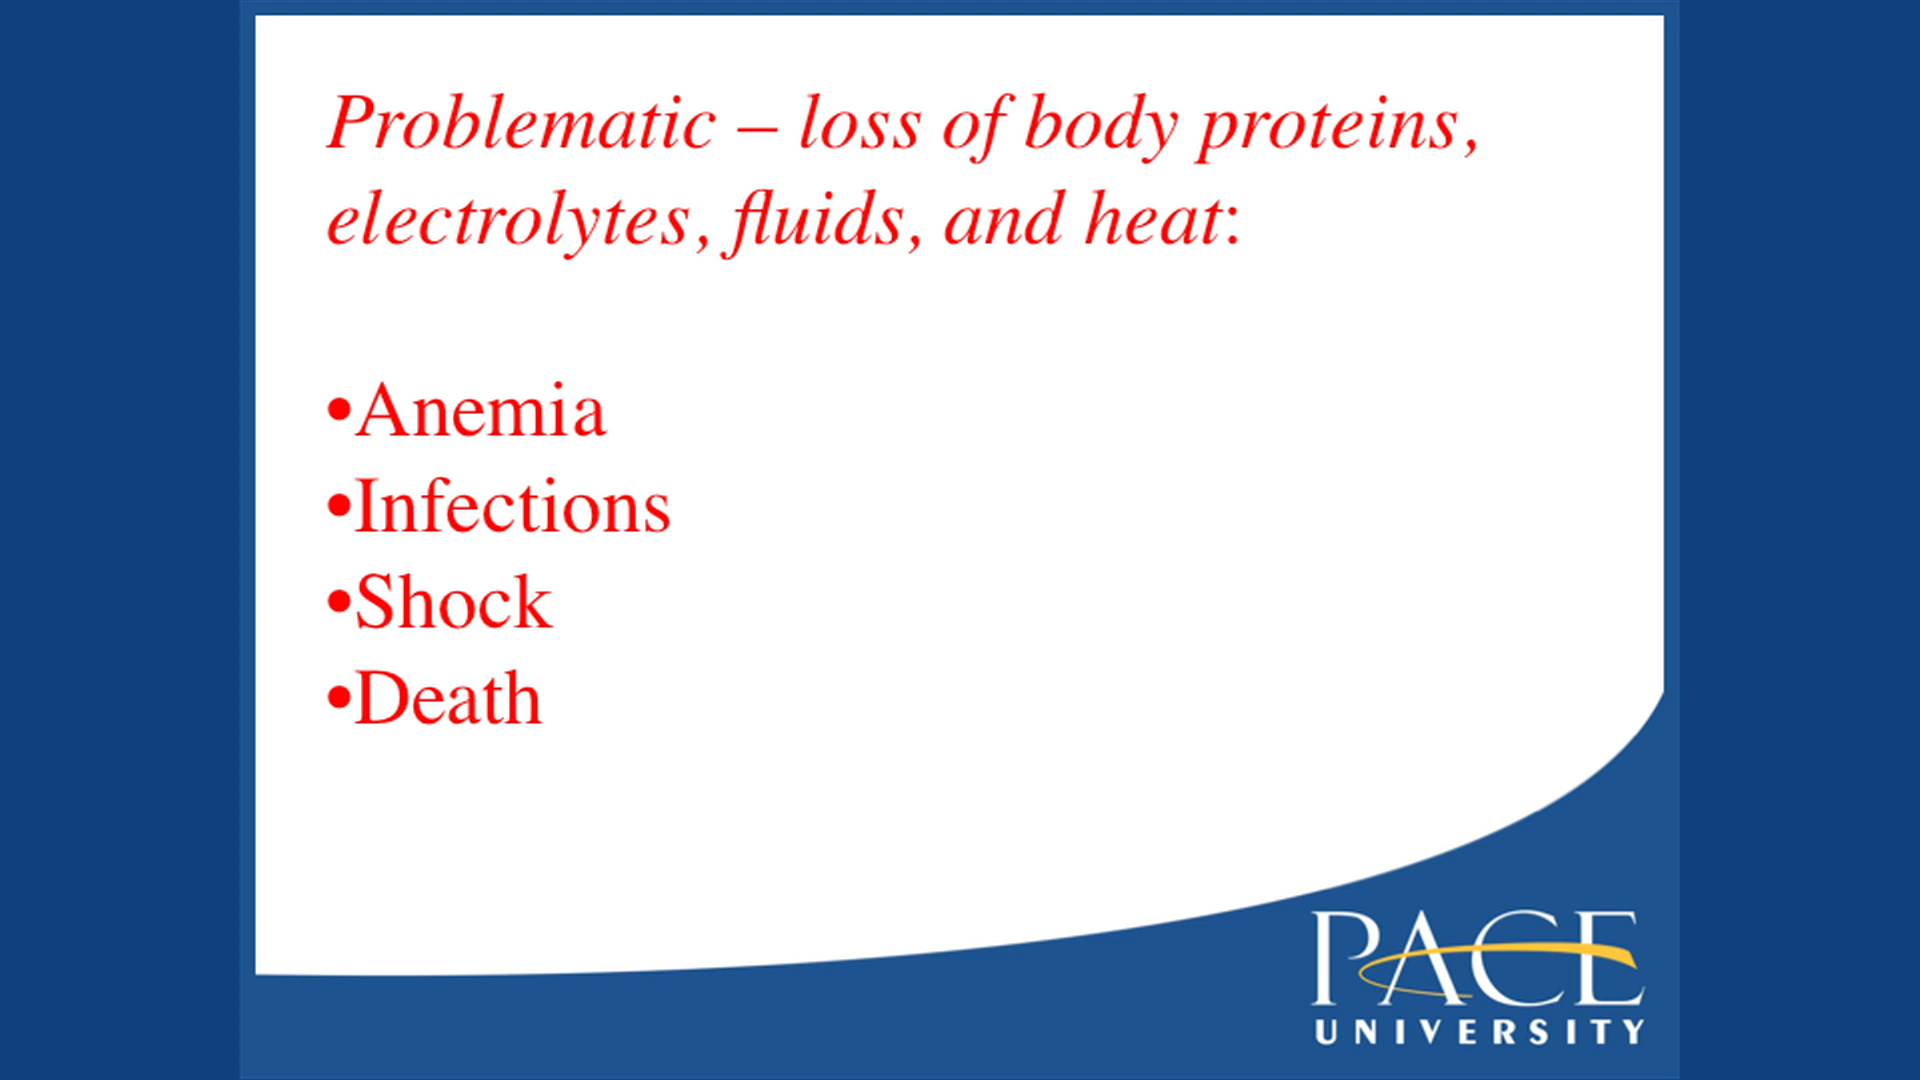 Problematic – loss of body proteins,
electrolytes, fluids, and heat:
•Anemia
•Infections
•Shock
•Death
PACE
UNIVERSITY